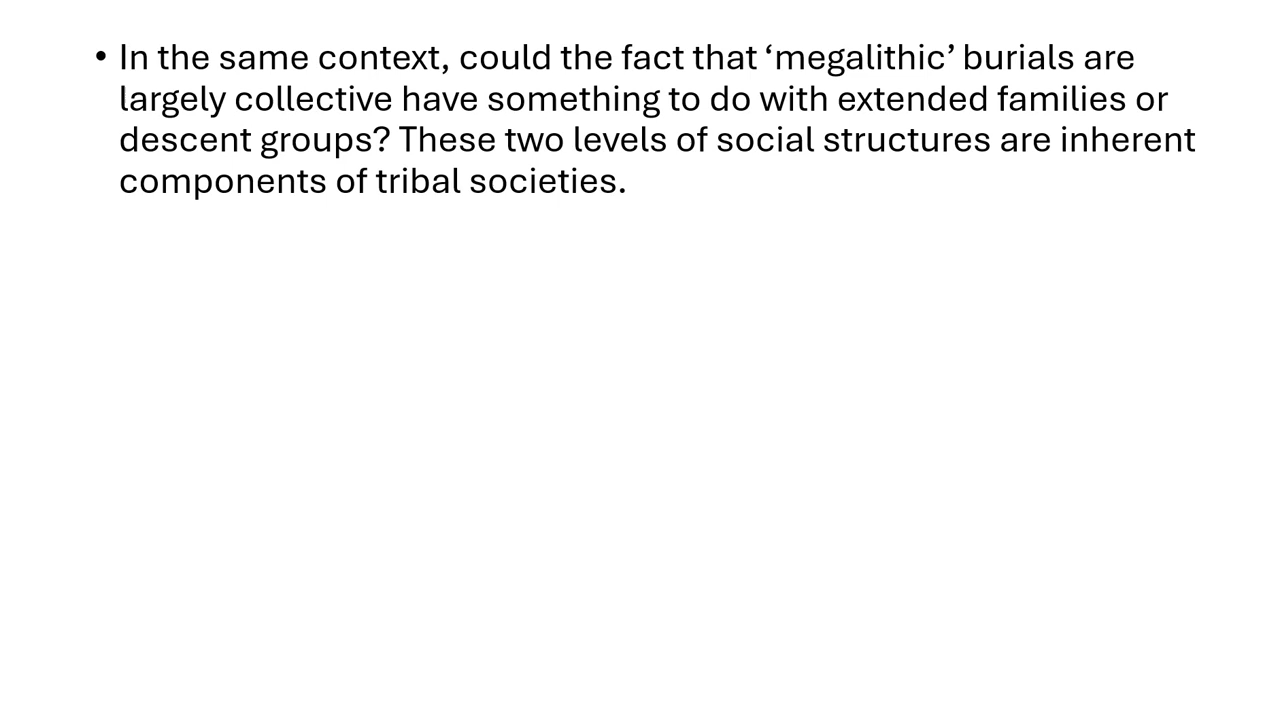 • In the same context, could the fact that ‘megalithic’ burials are
largely collective have something to do with extended families or
descent groups? These two levels of social structures are inherent
components of tribal societies.